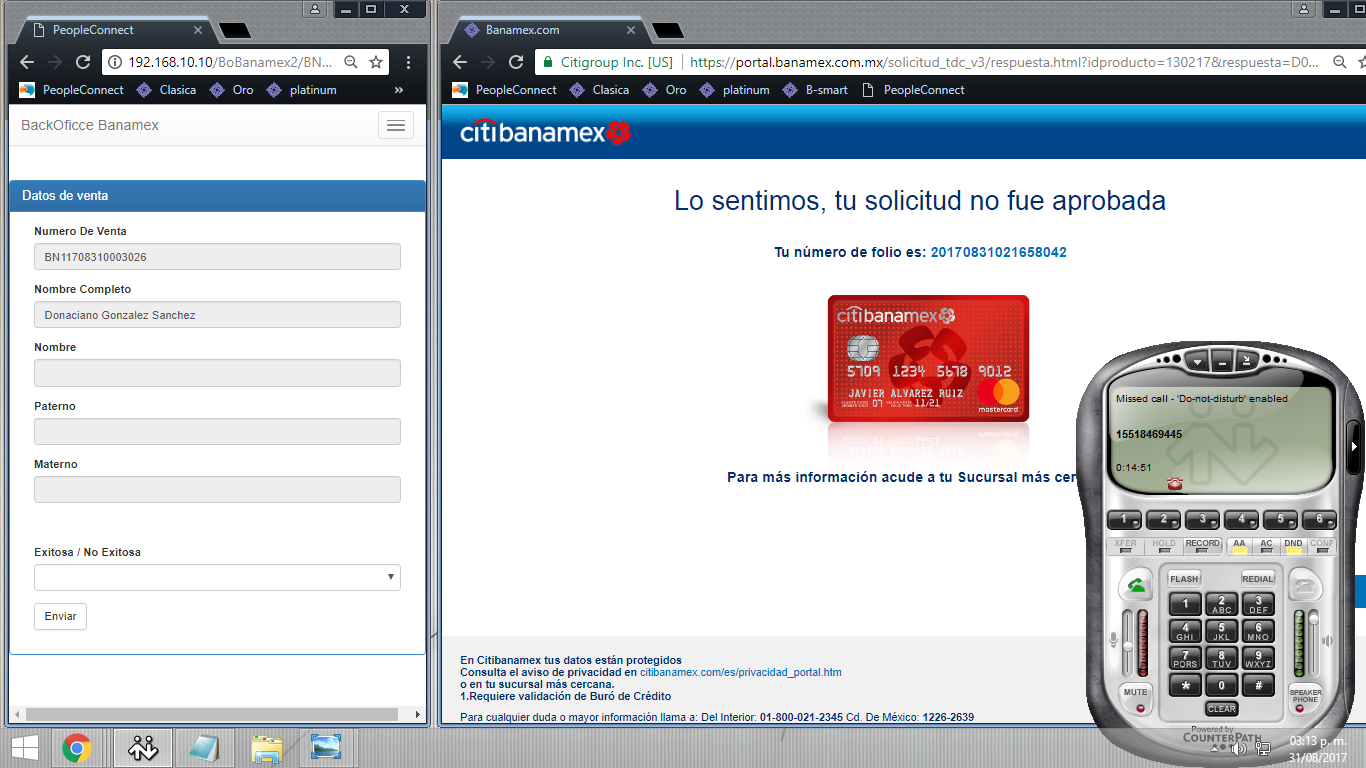 PeopleConnect
192.168.10.10/BoBanamex2/BN...
PeopleConnect Clasica Oro platinum »
BackOficce Banamex
Datos de venta
Numero De Venta
BN11708310003026
Nombre Completo
Donaciano Gonzalez Sanchez
Nombre
Paterno
Materno
Exitosa / No Exitosa
Enviar
Banamex.com
Citigroup Inc. [US] https://portal.banamex.com.mx/solicitud_tdc_v3/respuesta.html?idproducto=130217&respuesta=D0...
PeopleConnect Clasica Oro platinum B-smart PeopleConnect
citibanamex
Lo sentimos, tu solicitud no fue aprobada
Tu número de folio es: 20170831021658042
citibanamex
5709 1234 5678 9012
07 11/21
JAVIER ALVAREZ RUIZ
mastercard
Para más información acude a tu Sucursal más cer
En Citibanamex tus datos están protegidos
Consulta el aviso de privacidad en citibanamex.com/es/privacidad_portal.htm
o en tu sucursal más cercana.
1.Requiere validación de Buró de Crédito
Para cualquier duda o mayor información llama a: Del Interior: 01-800-021-2345 Cd. De México: 1226-2639
Missed call - 'Do-not-disturb' enabled
15518469445
0:14:51
1 2 3 4 5 6
XFER HOLD RECORD AA AC DND CONF
FLASH REDIAL
1 2 ABC 3 DEF
4 GHI 5 JKL 6 MNO
7 PQRS 8 TUV 9 WXYZ
* 0 #
MUTE
SPEAKER PHONE
CLEAR
Powered by
COUNTERPATH
03:13 p. m.
31/08/2017